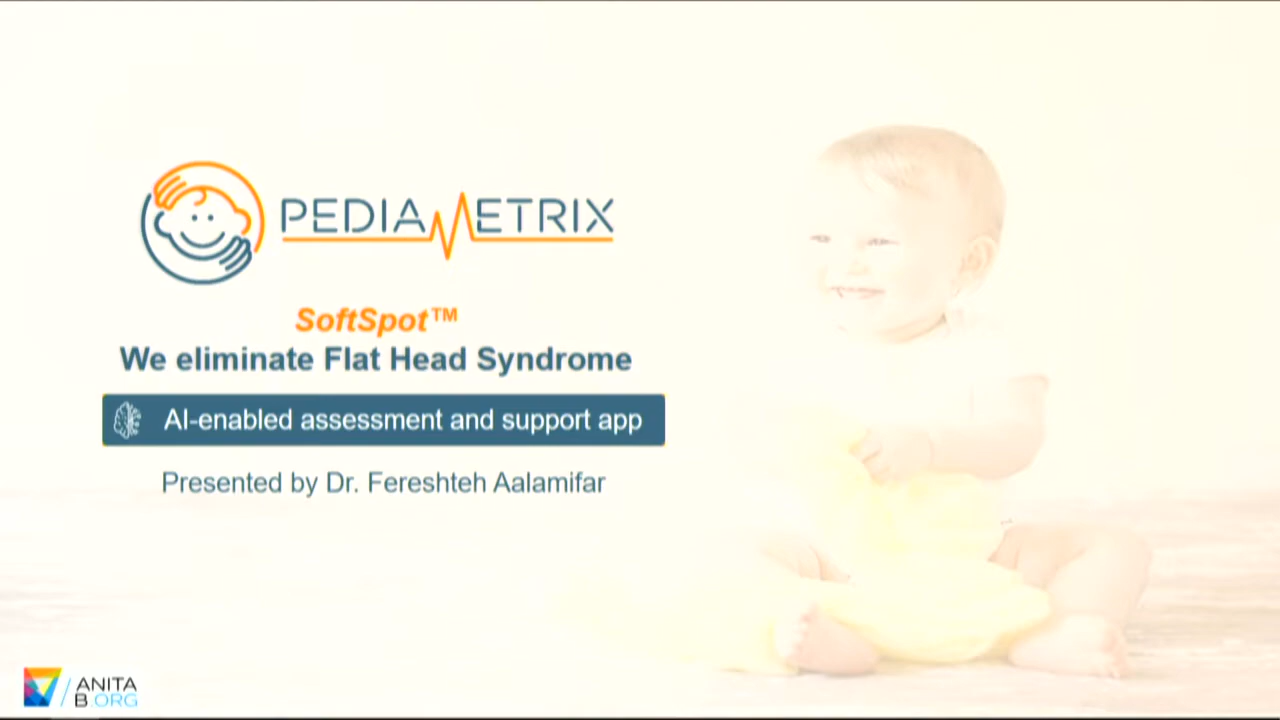 PEDIAMETRIX
SoftSpot™
We eliminate Flat Head Syndrome
AI-enabled assessment and support app
Presented by Dr. Fereshteh Aalamifar
ANITA
B.ORG